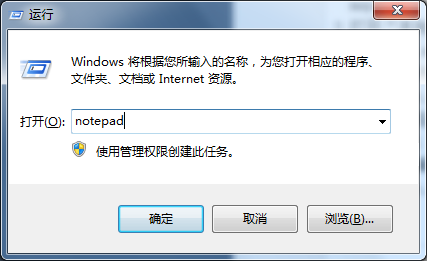 运行
Windows 将根据您所输入的名称，为您打开相应的程序、
文件夹、文档或 Internet 资源。
打开(O): notepad
使用管理权限创建此任务。
确定 取消 浏览(B)...